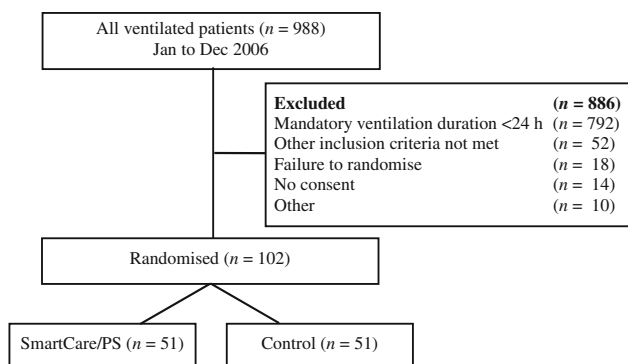 All ventilated patients (n = 988)
Jan to Dec 2006
Excluded (n = 886)
Mandatory ventilation duration <24 h (n = 792)
Other inclusion criteria not met (n = 52)
Failure to randomise (n = 18)
No consent (n = 14)
Other (n = 10)
Randomised (n = 102)
SmartCare/PS (n = 51) Control (n = 51)